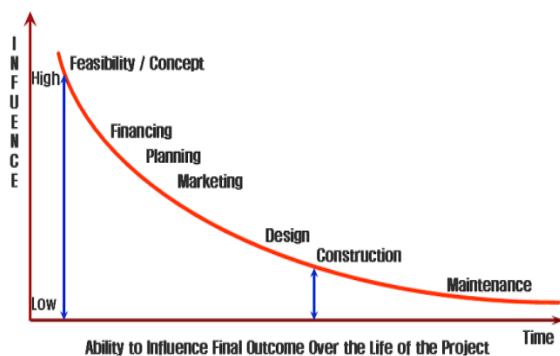 INFLUENCE
High
Feasibility / Concept
Financing
Planning
Marketing
Design
Construction
Maintenance
Low
Time
Ability to Influence Final Outcome Over the Life of the Project